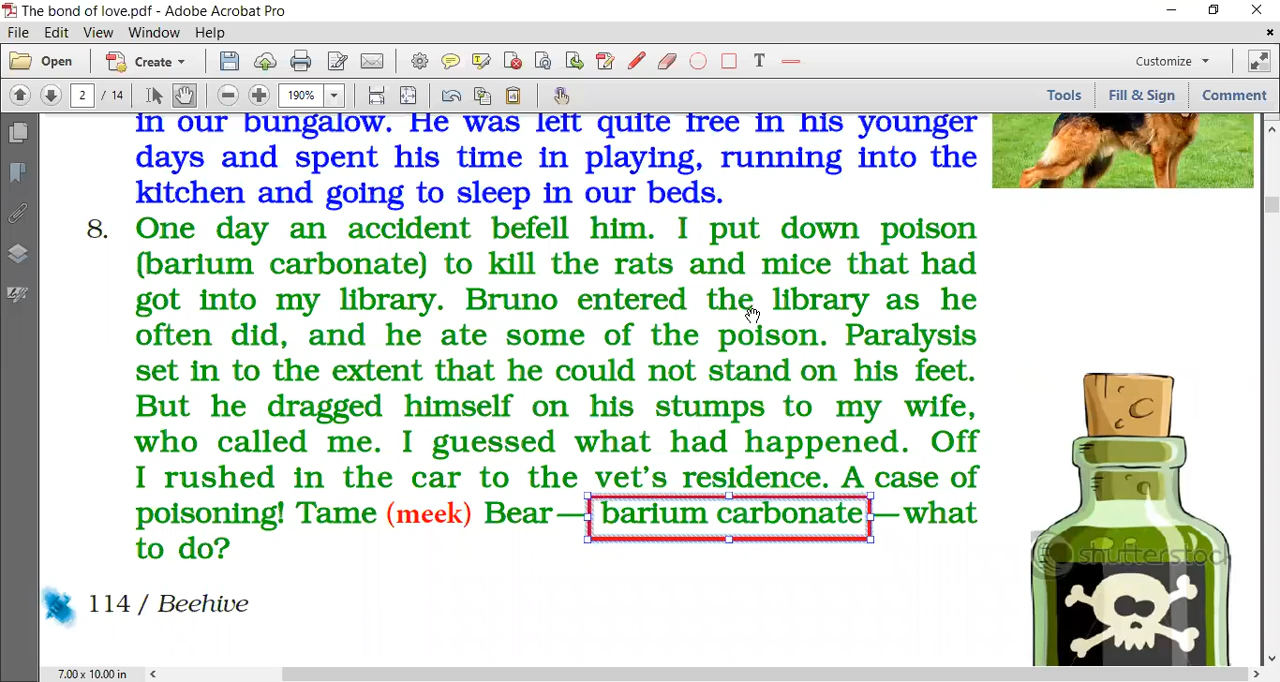 The bond of love.pdf - Adobe Acrobat Pro
File Edit View Window Help
Open Create Customize
2 / 14 190% Tools Fill & Sign Comment
in our bungalow. He was left quite free in his younger
days and spent his time in playing, running into the
kitchen and going to sleep in our beds.
8. One day an accident befell him. I put down poison
(barium carbonate) to kill the rats and mice that had
got into my library. Bruno entered the library as he
often did, and he ate some of the poison. Paralysis
set in to the extent that he could not stand on his feet.
But he dragged himself on his stumps to my wife,
who called me. I guessed what had happened. Off
I rushed in the car to the vet's residence. A case of
poisoning! Tame (meek) Bear—barium carbonate—what
to do?
shutterstock
114 / Beehive
7.00 x 10.00 in